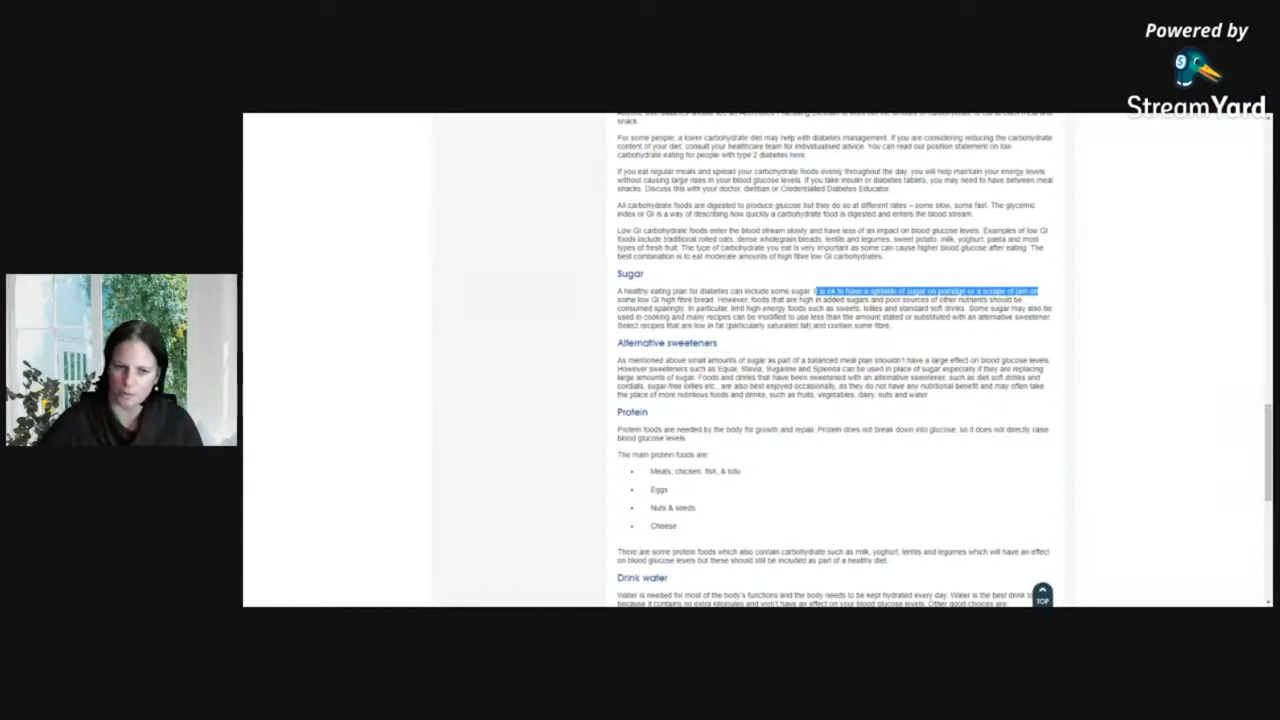 Powered by
StreamYard
snack.
For some people, a lower carbohydrate diet may help with diabetes management. If you are considering reducing the carbohydrate
content of your diet, consult your healthcare team for individualised advice. You can read our position statement on low
carbohydrate eating for people with type 2 diabetes here.
If you eat regular meals and spread your carbohydrate foods evenly throughout the day, you will help maintain your energy levels
without causing large rises in your blood glucose levels. If you take insulin or diabetes tablets, you may need to have between meal
snacks. Discuss this with your doctor, dietitian or Credentialled Diabetes Educator.
All carbohydrate foods are digested to produce glucose but they do so at different rates – some slow, some fast. The glycemic
index or GI is a way of describing how quickly a carbohydrate food is digested and enters the blood stream.
Low GI carbohydrate foods enter the blood stream slowly and have less of an impact on blood glucose levels. Examples of low GI
foods include traditional rolled oats, dense wholegrain breads, lentils and legumes, sweet potato, milk, yoghurt, pasta and most
types of fresh fruit. The type of carbohydrate you eat is very important as some can cause higher blood glucose after eating. The
best combination is to eat moderate amounts of high fibre low GI carbohydrates.
Sugar
A healthy eating plan for diabetes can include some sugar. It is ok to have a sprinkle of sugar on porridge or a scrape of jam on
some low GI high fibre bread. However, foods that are high in added sugars and poor sources of other nutrients should be
consumed sparingly. In particular, limit high energy foods such as sweets, lollies and standard soft drinks. Some sugar may also be
used in cooking and many recipes can be modified to use less than the amount stated or substituted with an alternative sweetener.
Select recipes that are low in fat (particularly saturated fat) and contain some fibre.
Alternative sweeteners
As mentioned above small amounts of sugar as part of a balanced meal plan shouldn't have a large effect on blood glucose levels.
However sweeteners such as Equal, Stevia, Sugarine and Splenda can be used in place of sugar especially if they are replacing
large amounts of sugar. Foods and drinks that have been sweetened with an alternative sweetener, such as diet soft drinks and
cordials, sugar-free lollies etc., are also best enjoyed occasionally, as they do not have any nutritional benefit and may often take
the place of more nutritious foods and drinks, such as fruits, vegetables, dairy, nuts and water
Protein
Protein foods are needed by the body for growth and repair. Protein does not break down into glucose, so it does not directly raise
blood glucose levels.
The main protein foods are:
• Meats, chicken, fish, & tofu
• Eggs
• Nuts & seeds
• Cheese
There are some protein foods which also contain carbohydrate such as milk, yoghurt, lentils and legumes which will have an effect
on blood glucose levels but these should still be included as part of a healthy diet.
Drink water
Water is needed for most of the body's functions and the body needs to be kept hydrated every day. Water is the best drink to
because it contains no extra kilojoules and won't have an effect on your blood glucose levels. Other good choices are:
TOP